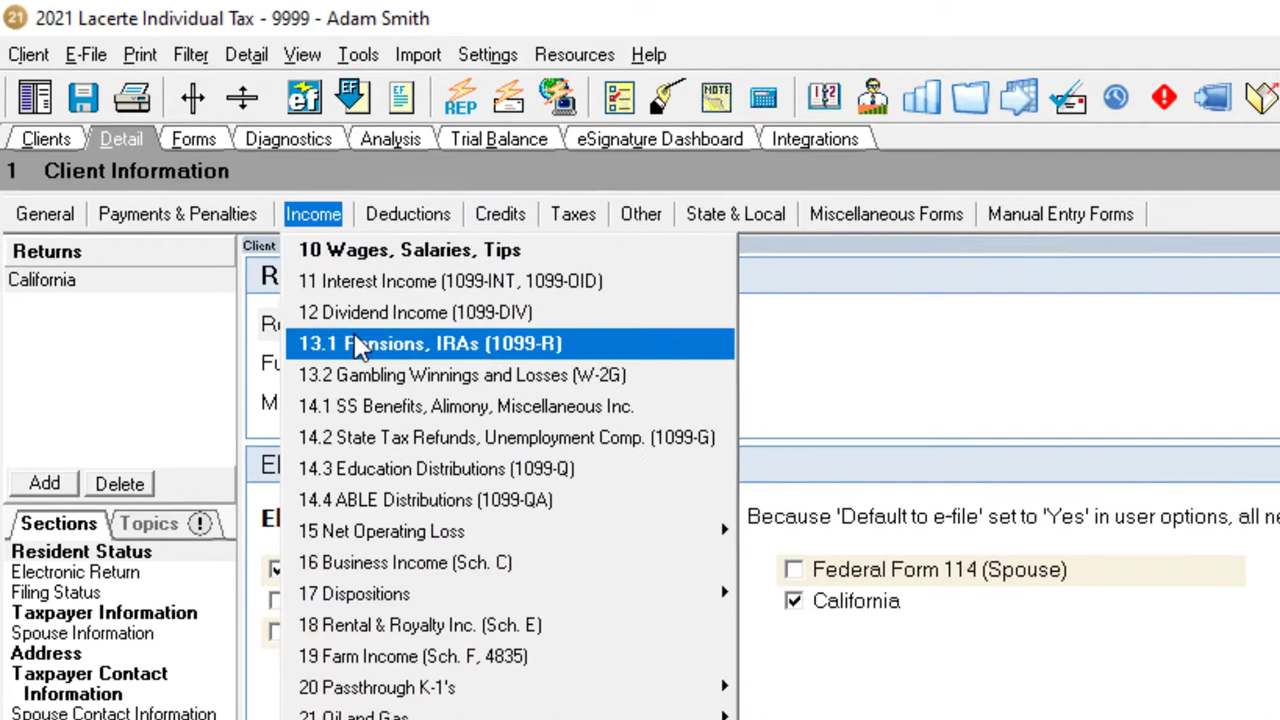 21 2021 Lacerte Individual Tax - 9999 - Adam Smith
Client E-File Print Filter Detail View Tools Import Settings Resources Help
ef EF REP NOTE
Clients Detail Forms Diagnostics Analysis Trial Balance eSignature Dashboard Integrations
1 Client Information
General Payments & Penalties Income Deductions Credits Taxes Other State & Local Miscellaneous Forms Manual Entry Forms
Returns
California
Add Delete
Sections Topics
Resident Status
Electronic Return
Filing Status
Taxpayer Information
Spouse Information
Address
Taxpayer Contact
Information
Spouse Contact Information
Client
10 Wages, Salaries, Tips
11 Interest Income (1099-INT, 1099-OID)
12 Dividend Income (1099-DIV)
13.1 Pensions, IRAs (1099-R)
13.2 Gambling Winnings and Losses (W-2G)
14.1 SS Benefits, Alimony, Miscellaneous Inc.
14.2 State Tax Refunds, Unemployment Comp. (1099-G)
14.3 Education Distributions (1099-Q)
14.4 ABLE Distributions (1099-QA)
15 Net Operating Loss
16 Business Income (Sch. C)
17 Dispositions
18 Rental & Royalty Inc. (Sch. E)
19 Farm Income (Sch. F, 4835)
20 Passthrough K-1's
21 Oil and Gas
Because 'Default to e-file' set to 'Yes' in user options, all
Federal Form 114 (Spouse)
California